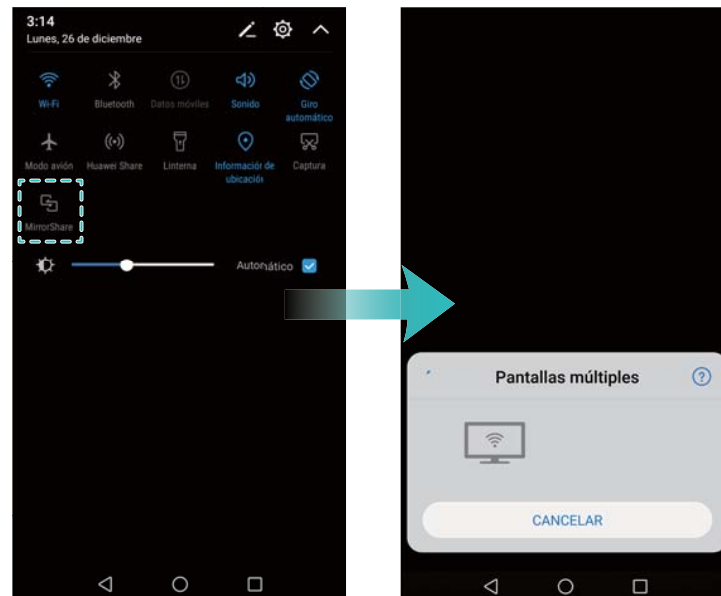 3:14
Lunes, 26 de diciembre
Wi-Fi
Bluetooth
Datos móviles
Sonido
Giro
automático
Modo avión
Huawei Share
Linterna
Información de
ubicación
Captura
MirrorShare
Automático
Pantallas múltiples
?
CANCELAR